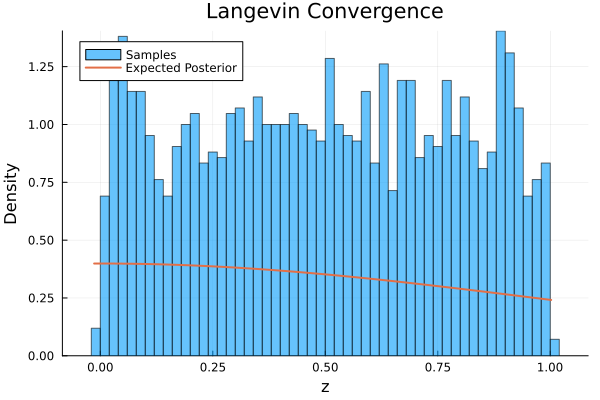 Langevin Convergence
Samples
Expected Posterior
Density
1.25
1.00
0.75
0.50
0.25
0.00
0.00 0.25 0.50 0.75 1.00
z